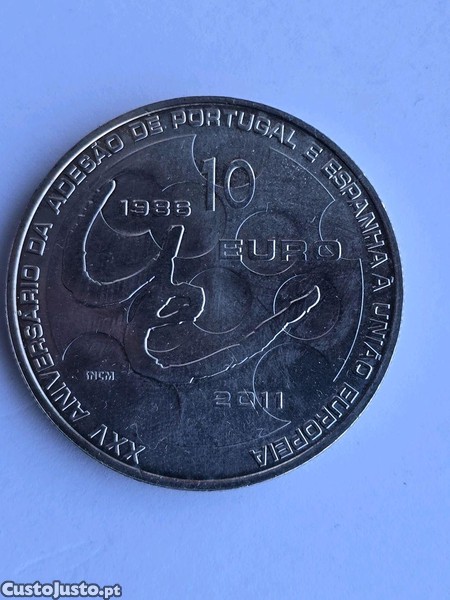 XXV ANIVERSÁRIO DA ADESÃO DE PORTUGAL E ESPANHA À UNIÃO EUROPEIA
10
1986
EURO
INCM
2011
CustoJusto.pt